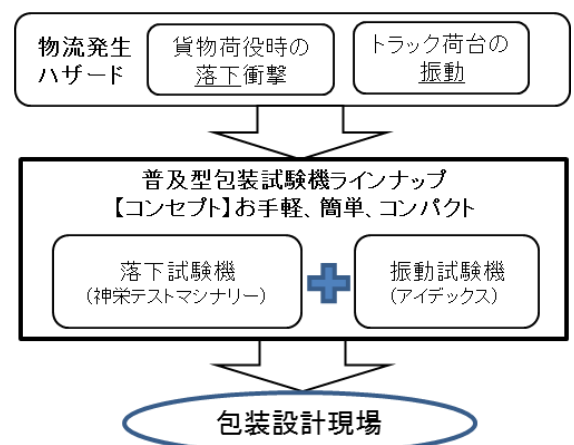 物流発生
ハザード
貨物荷役時の
落下衝撃
トラック荷台の
振動
普及型包装試験機ラインナップ
【コンセプト】お手軽、簡単、コンパクト
落下試験機
(神栄テストマシナリー)
振動試験機
(アイデックス)
包装設計現場